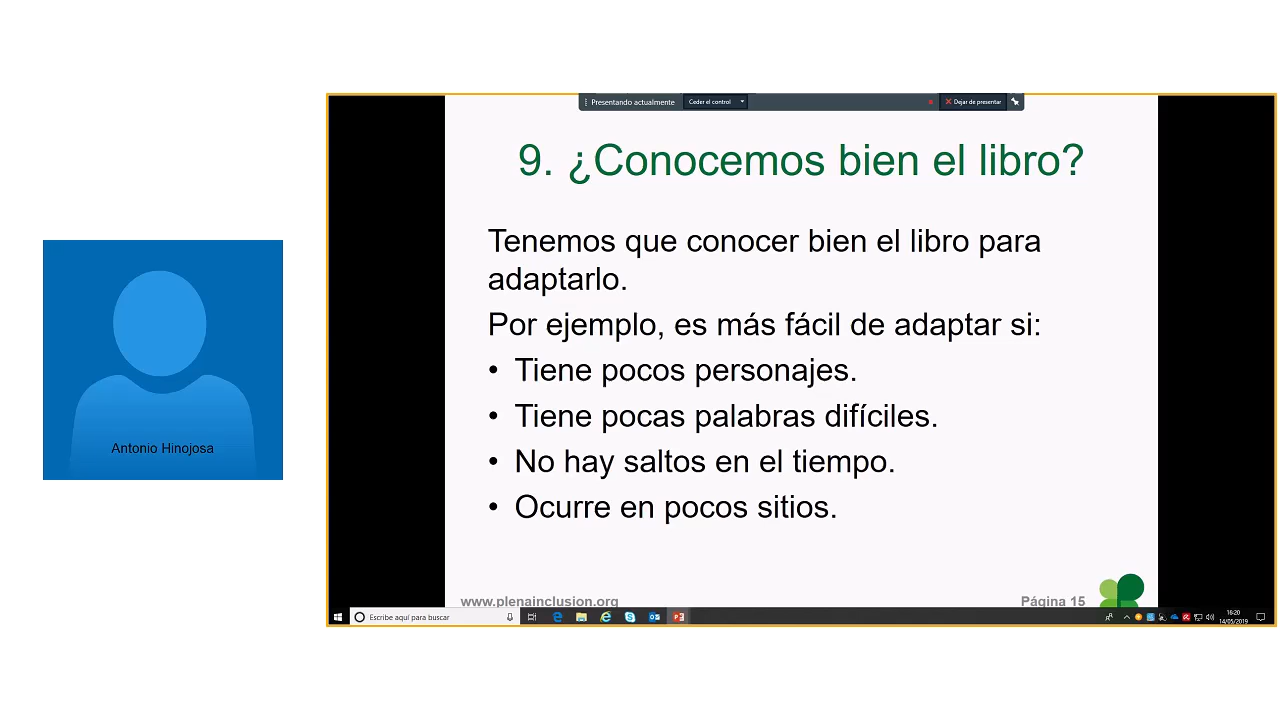 Presentando actualmente
Ceder el control
Dejar de presentar
9. ¿Conocemos bien el libro?
Tenemos que conocer bien el libro para
adaptarlo.
Por ejemplo, es más fácil de adaptar si:
• Tiene pocos personajes.
• Tiene pocas palabras difíciles.
• No hay saltos en el tiempo.
• Ocurre en pocos sitios.
Antonio Hinojosa
www.plenainclusion.org
Página 15
Escribe aquí para buscar
16:20
14/05/2019